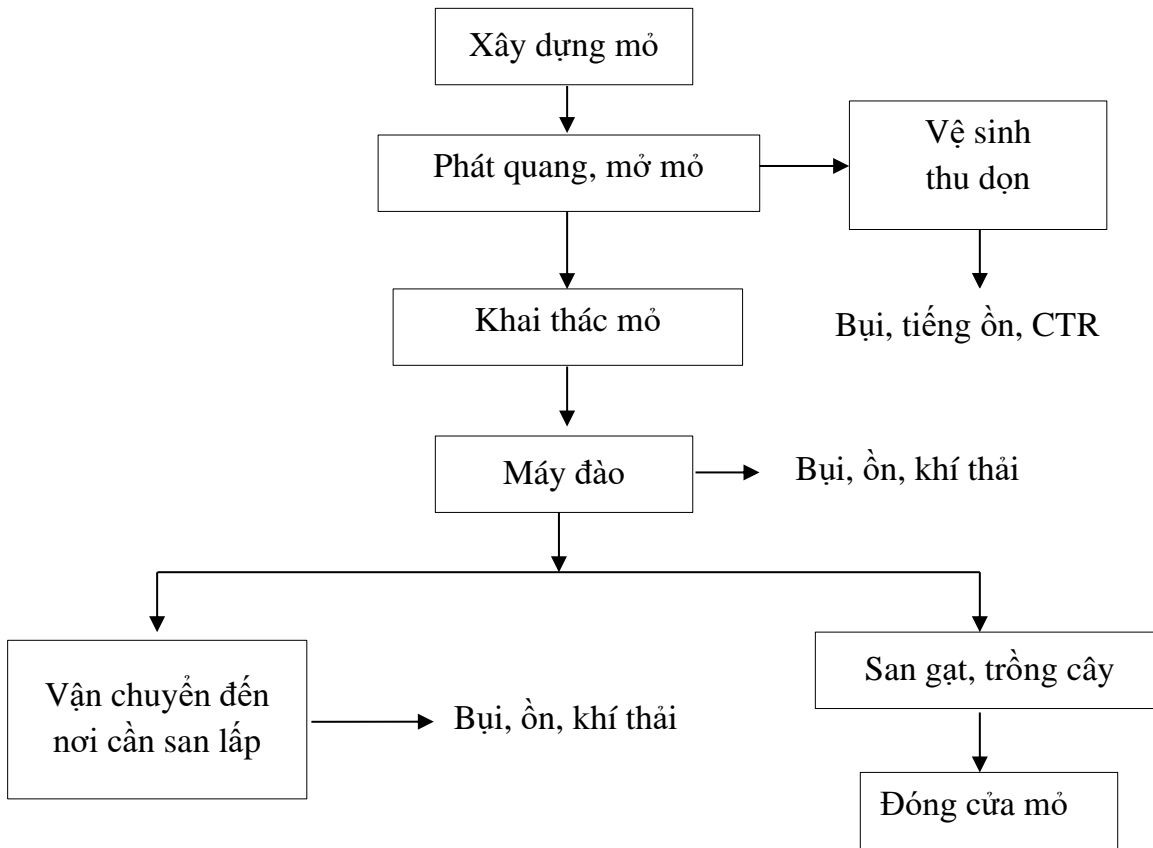 Xây dựng mỏ
Phát quang, mở mỏ
Vệ sinh
thu dọn
Khai thác mỏ
Bụi, tiếng ồn, CTR
Máy đào
Bụi, ồn, khí thải
Vận chuyển đến
nơi cần san lấp
Bụi, ồn, khí thải
San gạt, trồng cây
Đóng cửa mỏ